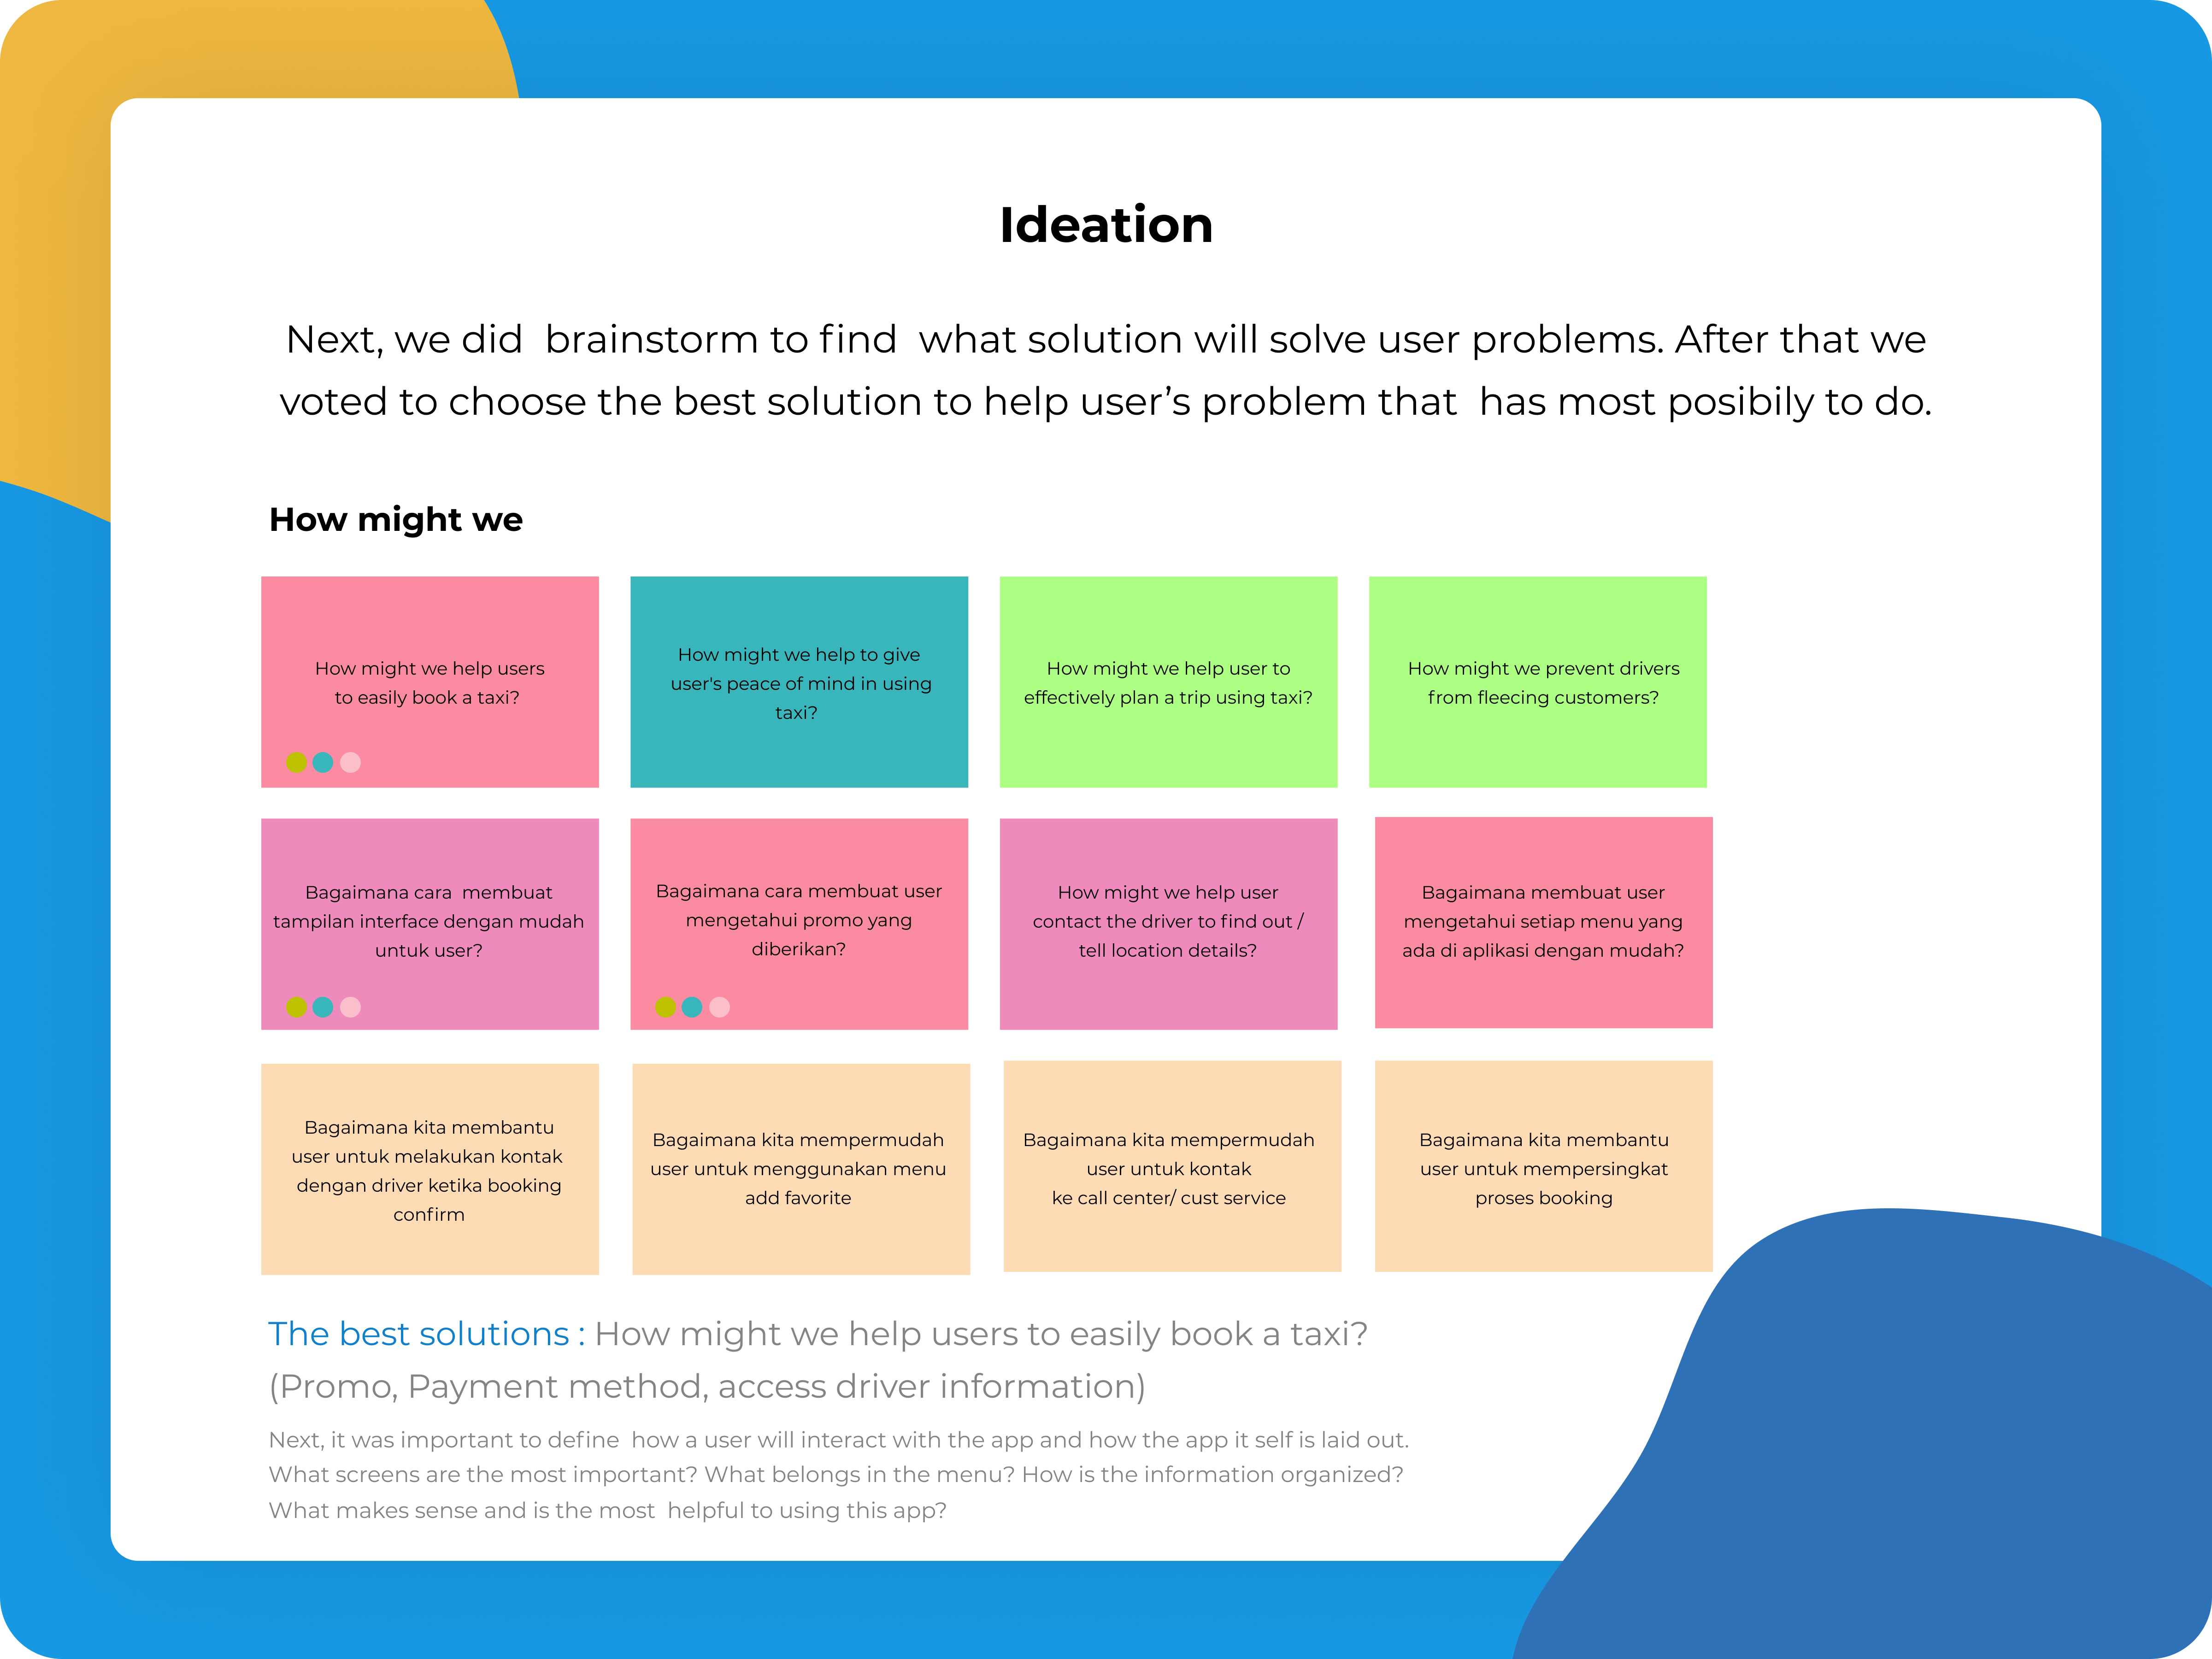 Ideation
Next, we did  brainstorm to find  what solution will solve user problems. After that we
voted to choose the best solution to help user’s problem that  has most posibily to do.
How might we
How might we help users
to easily book a taxi?
How might we help to give
user's peace of mind in using
taxi?
How might we help user to
effectively plan a trip using taxi?
How might we prevent drivers
from fleecing customers?
Bagaimana cara  membuat
tampilan interface dengan mudah
untuk user?
Bagaimana cara membuat user
mengetahui promo yang
diberikan?
How might we help user
contact the driver to find out /
tell location details?
Bagaimana membuat user
mengetahui setiap menu yang
ada di aplikasi dengan mudah?
Bagaimana kita membantu
user untuk melakukan kontak
dengan driver ketika booking
confirm
Bagaimana kita mempermudah
user untuk menggunakan menu
add favorite
Bagaimana kita mempermudah
user untuk kontak
ke call center/ cust service
Bagaimana kita membantu
user untuk mempersingkat
proses booking
The best solutions : How might we help users to easily book a taxi?
(Promo, Payment method, access driver information)
Next, it was important to define  how a user will interact with the app and how the app it self is laid out.
What screens are the most important? What belongs in the menu? How is the information organized?
What makes sense and is the most  helpful to using this app?